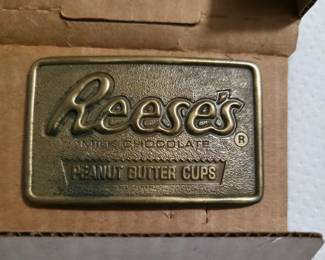 Reese's
®
MILK CHOCOLATE
PEANUT BUTTER CUPS